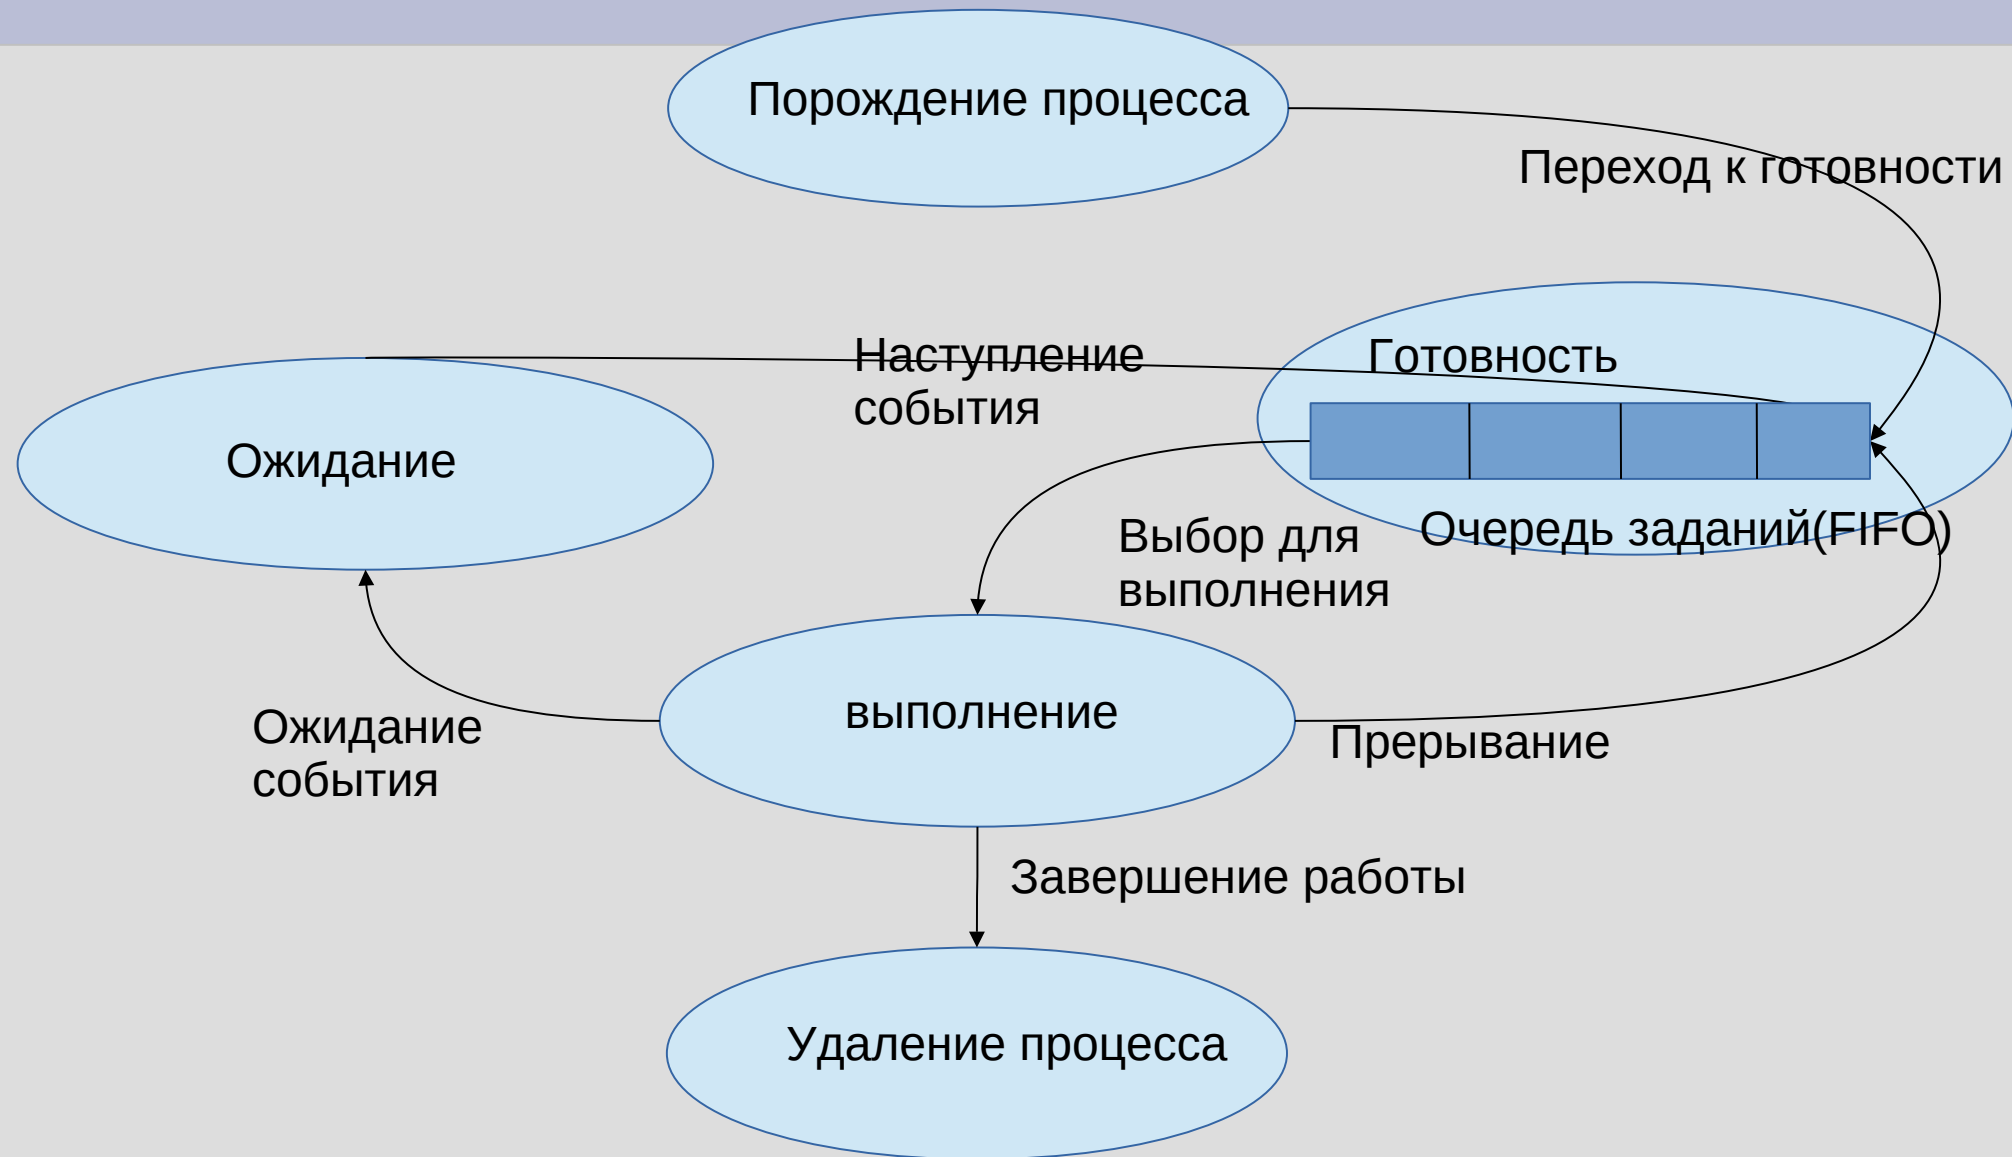 Порождение процесса
Переход к готовности
Наступление
события
Готовность
Ожидание
Очередь заданий(FIFO)
Выбор для
выполнения
выполнение
Ожидание
события
Прерывание
Завершение работы
Удаление процесса